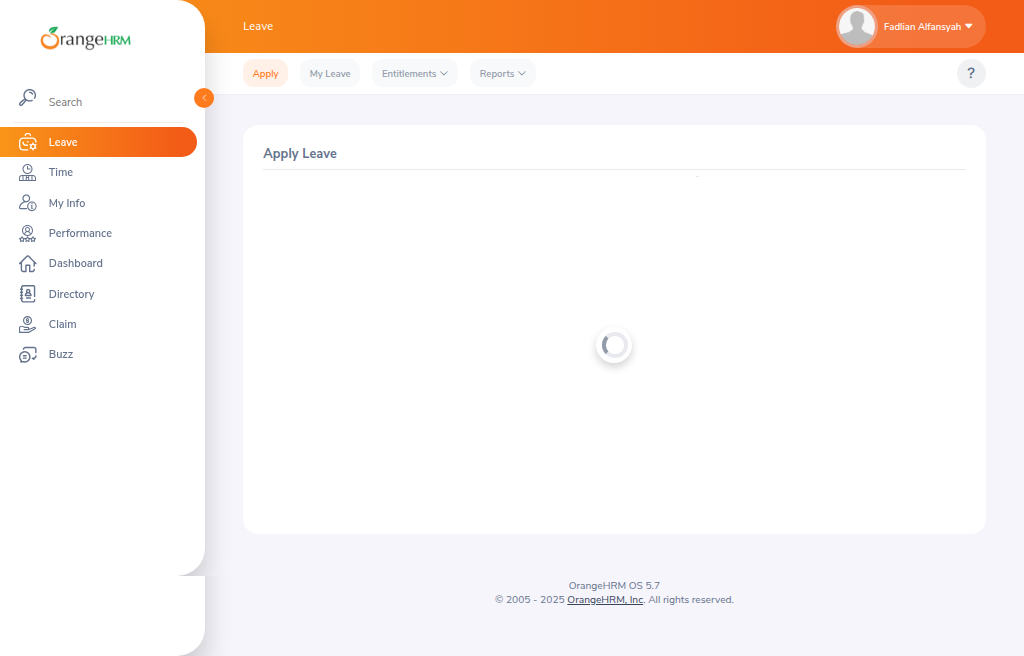 OrangeHRM
Leave
Fadlian Alfansyah
Apply
My Leave
Entitlements
Reports
?
Search
Leave
Time
My Info
Performance
Dashboard
Directory
Claim
Buzz
Apply Leave
OrangeHRM OS 5.7
© 2005 - 2025 OrangeHRM, Inc. All rights reserved.